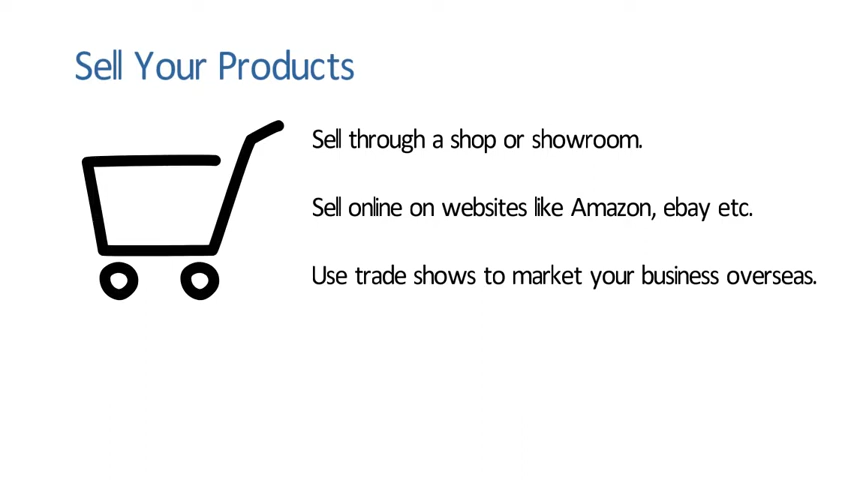 Sell Your Products
Sell through a shop or showroom.
Sell online on websites like Amazon, ebay etc.
Use trade shows to market your business overseas.